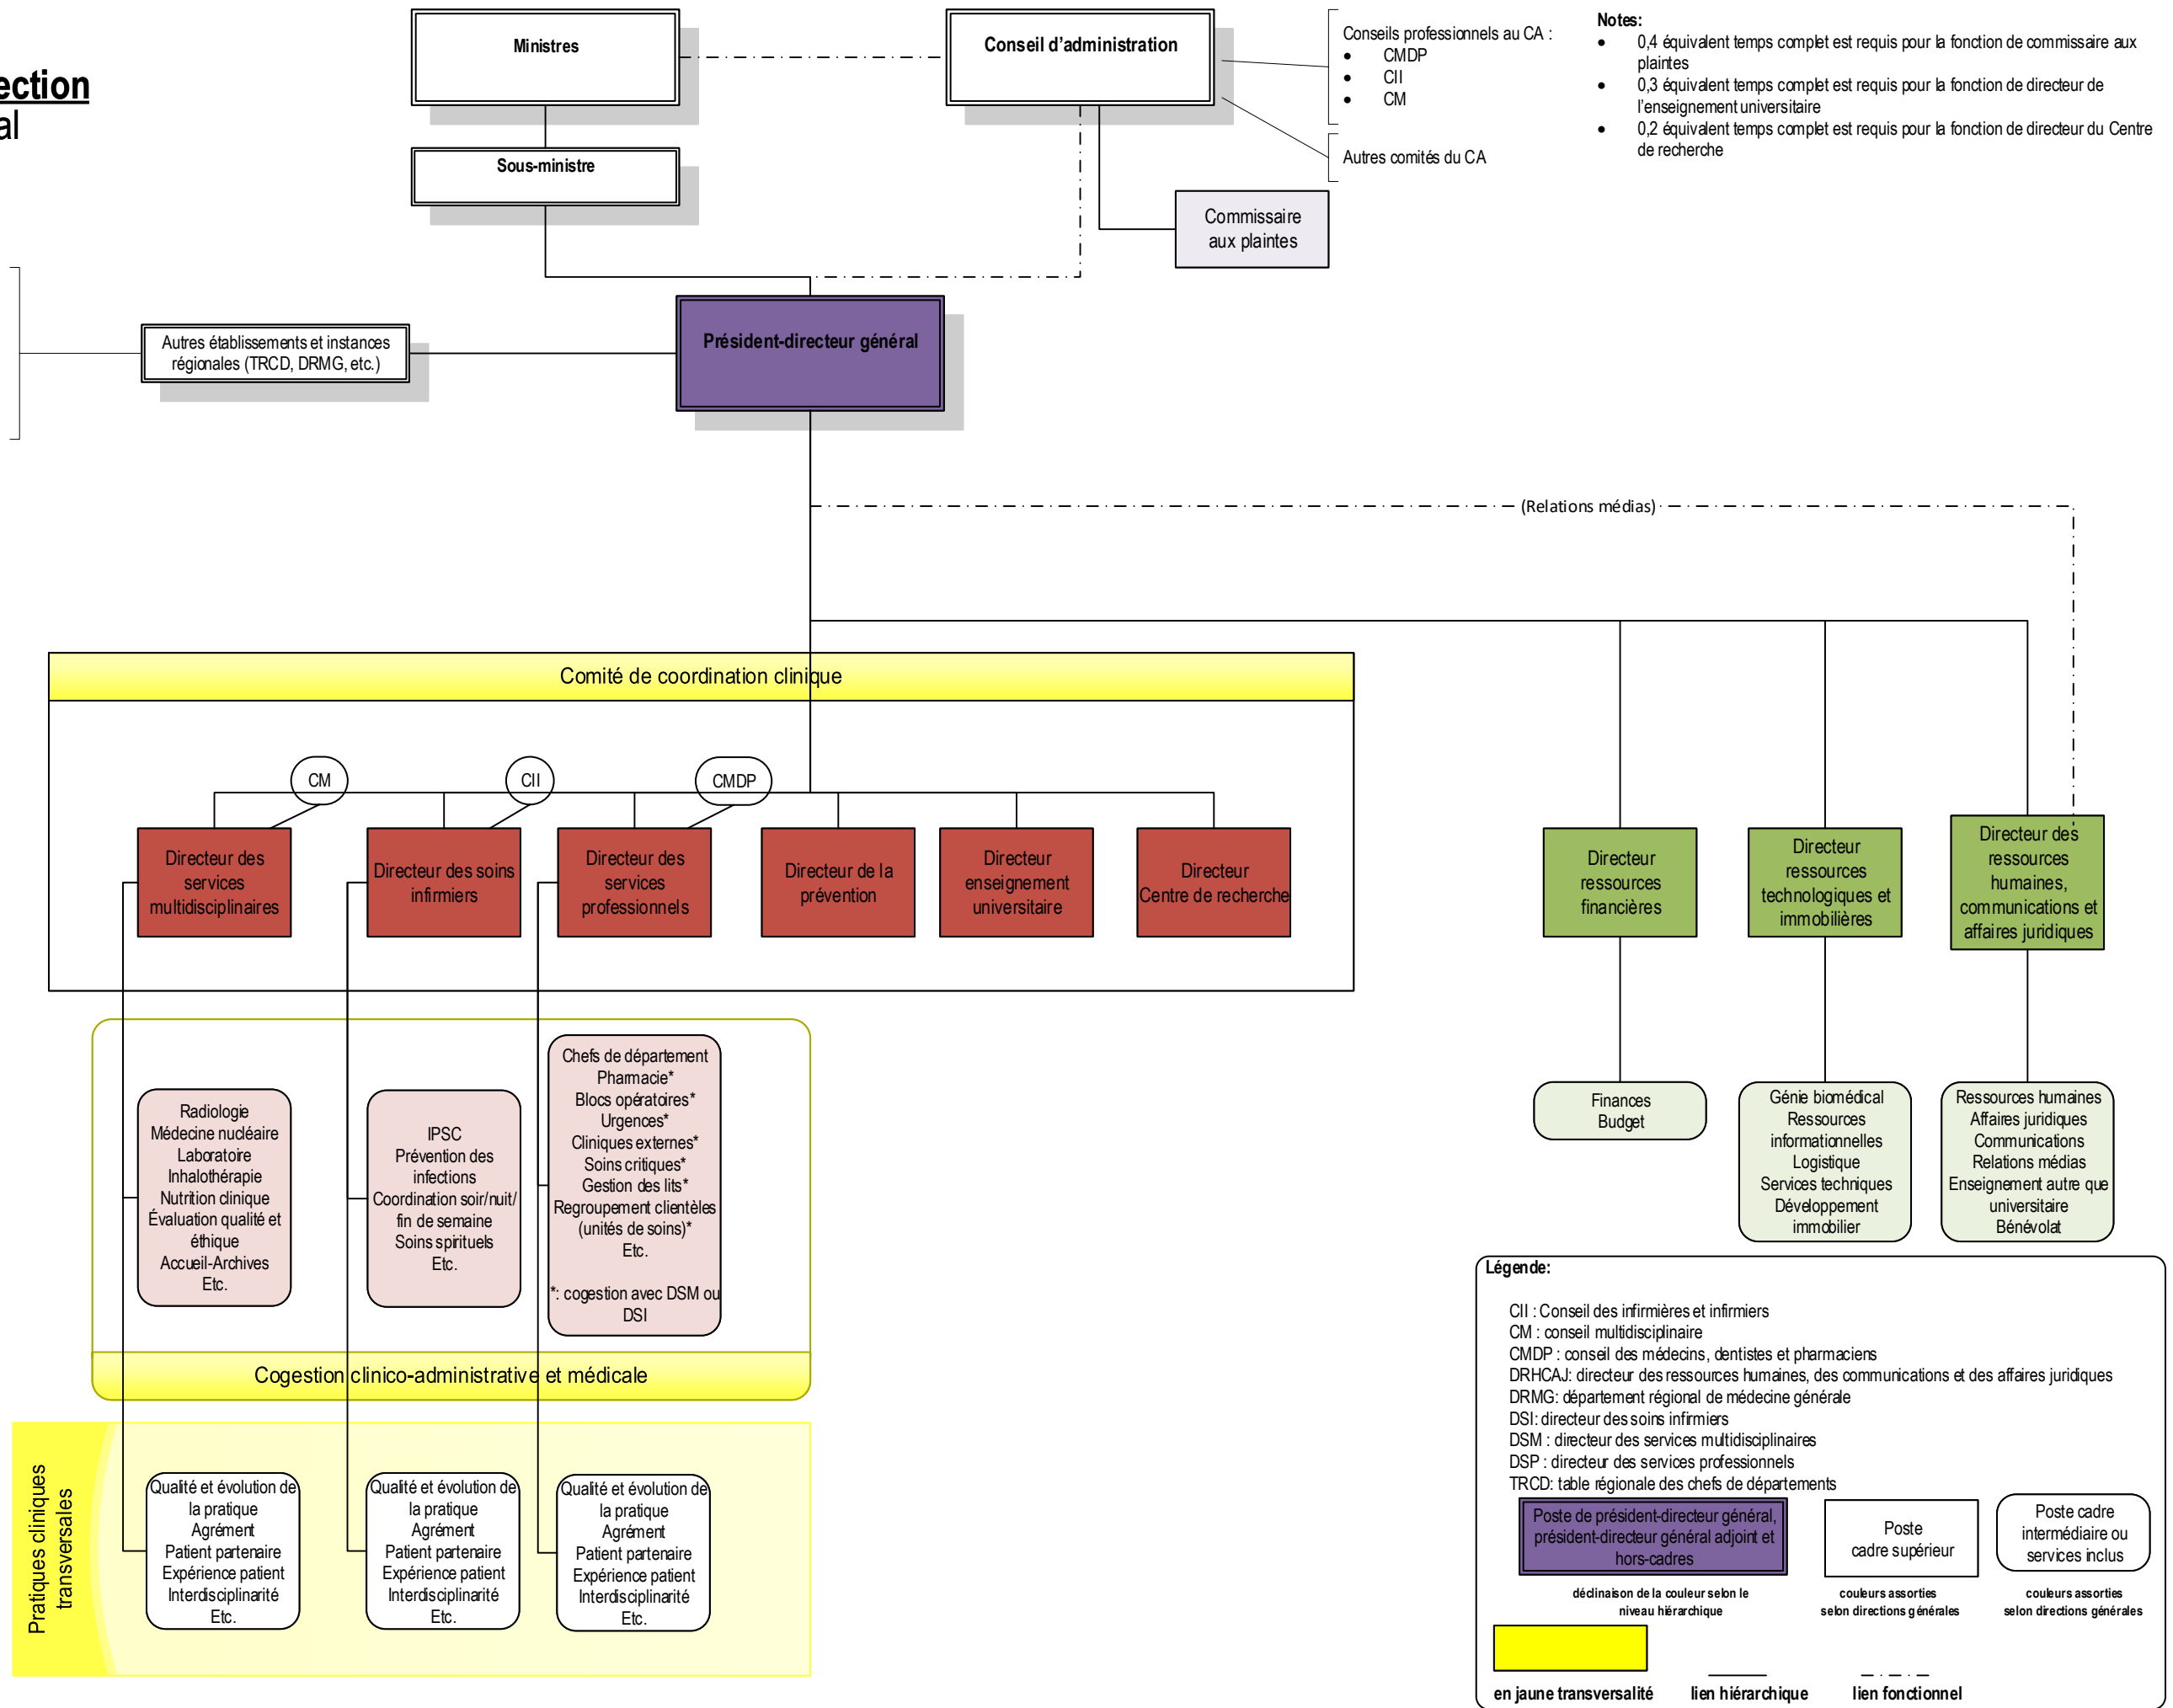 ection
al
Ministres
Conseil d'administration
Conseils professionnels au CA :
• CMDP
• CII
• CM
Autres comités du CA
Notes:
• 0,4 équivalent temps complet est requis pour la fonction de commissaire aux
plaintes
• 0,3 équivalent temps complet est requis pour la fonction de directeur de
l'enseignement universitaire
• 0,2 équivalent temps complet est requis pour la fonction de directeur du Centre
de recherche
Sous-ministre
Commissaire
aux plaintes
Autres établissements et instances
régionales (TRCD, DRMG, etc.)
Président-directeur général
(Relations médias)
Comité de coordination clinique
CM
CII
CMDP
Directeur des
services
multidisciplinaires
Directeur des soins
infirmiers
Directeur des
services
professionnels
Directeur de la
prévention
Directeur
enseignement
universitaire
Directeur
Centre de recherche
Directeur
ressources
financières
Directeur
ressources
technologiques et
immobilières
Directeur des
ressources
humaines,
communications et
affaires juridiques
Radiologie
Médecine nucléaire
Laboratoire
Inhalothérapie
Nutrition clinique
Évaluation qualité et
éthique
Accueil-Archives
Etc.
IPSC
Prévention des
infections
Coordination soir/nuit/
fin de semaine
Soins spirituels
Etc.
Chefs de département
Pharmacie*
Blocs opératoires*
Urgences*
Cliniques externes*
Soins critiques*
Gestion des lits*
Regroupement clientèles
(unités de soins)*
Etc.
*: cogestion avec DSM ou
DSI
Finances
Budget
Génie biomédical
Ressources
informationnelles
Logistique
Services techniques
Développement
immobilier
Ressources humaines
Affaires juridiques
Communications
Relations médias
Enseignement autre que
universitaire
Bénévolat
Cogestion clinico-administrative et médicale
Pratiques cliniques
transversales
Qualité et évolution de
la pratique
Agrément
Patient partenaire
Expérience patient
Interdisciplinarité
Etc.
Qualité et évolution de
la pratique
Agrément
Patient partenaire
Expérience patient
Interdisciplinarité
Etc.
Qualité et évolution de
la pratique
Agrément
Patient partenaire
Expérience patient
Interdisciplinarité
Etc.
Légende:
CII : Conseil des infirmières et infirmiers
CM : conseil multidisciplinaire
CMDP : conseil des médecins, dentistes et pharmaciens
DRHCAJ: directeur des ressources humaines, des communications et des affaires juridiques
DRMG: département régional de médecine générale
DSI: directeur des soins infirmiers
DSM : directeur des services multidisciplinaires
DSP : directeur des services professionnels
TRCD: table régionale des chefs de départements
Poste de président-directeur général,
président-directeur général adjoint et
hors-cadres
Poste
cadre supérieur
Poste cadre
intermédiaire ou
services inclus
déclinaison de la couleur selon le
niveau hiérarchique
couleurs assorties
selon directions générales
couleurs assorties
selon directions générales
en jaune transversalité
lien hiérarchique
lien fonctionnel